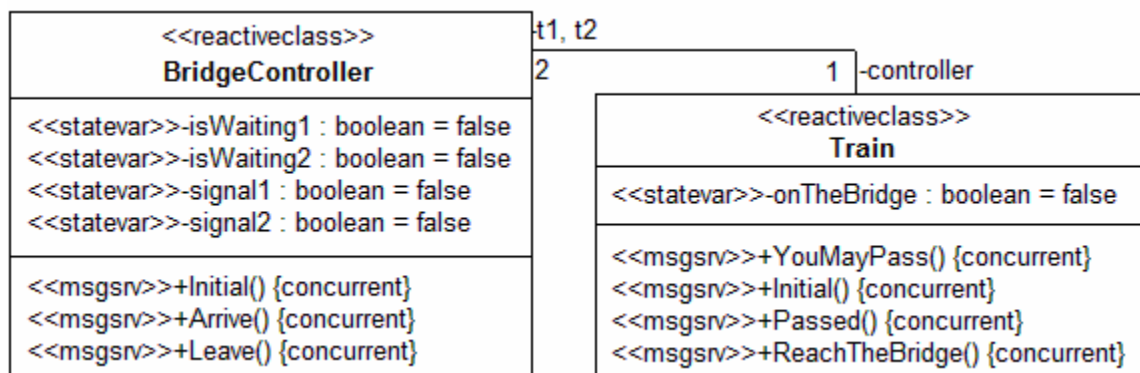 <<reactiveclass>>
BridgeController
<<statevar>>-isWaiting1 : boolean = false
<<statevar>>-isWaiting2 : boolean = false
<<statevar>>-signal1 : boolean = false
<<statevar>>-signal2 : boolean = false
<<msgsrv>>+Initial() {concurrent}
<<msgsrv>>+Arrive() {concurrent}
<<msgsrv>>+Leave() {concurrent}
-t1, t2
2
1
-controller
<<reactiveclass>>
Train
<<statevar>>-onTheBridge : boolean = false
<<msgsrv>>+YouMayPass() {concurrent}
<<msgsrv>>+Initial() {concurrent}
<<msgsrv>>+Passed() {concurrent}
<<msgsrv>>+ReachTheBridge() {concurrent}